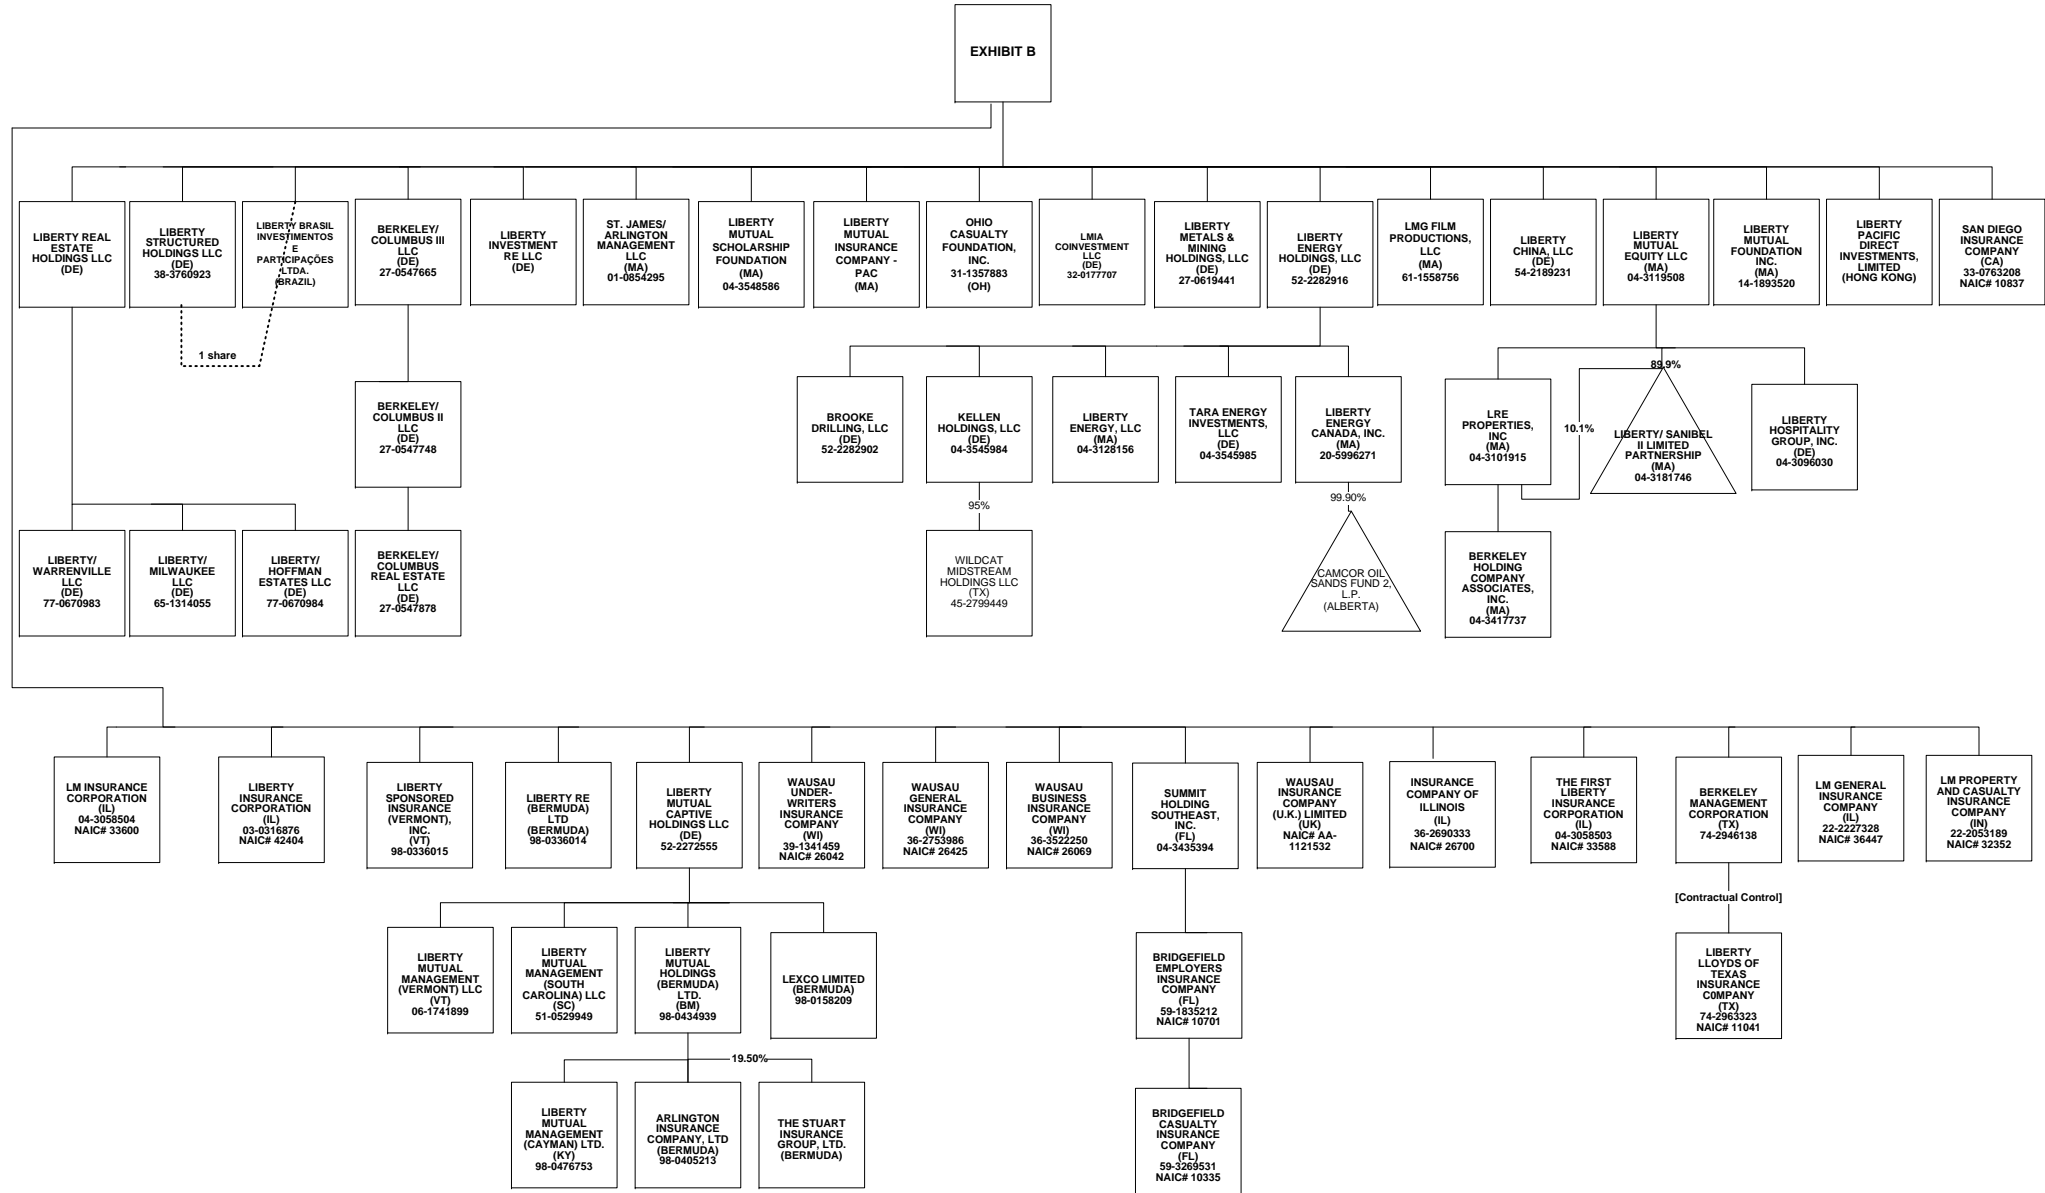 EXHIBIT B
LIBERTY REAL
ESTATE
HOLDINGS LLC
(DE)
LIBERTY
STRUCTURED
HOLDINGS LLC
(DE)
38-3760923
LIBERTY BRASIL
INVESTIMENTOS
E
PARTICIPAÇÕES
LTDA.
(BRAZIL)
BERKELEY/
COLUMBUS III
LLC
(DE)
27-0547665
LIBERTY
INVESTMENT
RE LLC
(DE)
ST. JAMES/
ARLINGTON
MANAGEMENT
LLC
(MA)
01-0854295
LIBERTY
MUTUAL
SCHOLARSHIP
FOUNDATION
(MA)
04-3548586
LIBERTY
MUTUAL
INSURANCE
COMPANY -
PAC
(MA)
OHIO
CASUALTY
FOUNDATION,
INC.
31-1357883
(OH)
LMIA
COINVESTMENT
LLC
(DE)
32-0177707
LIBERTY
METALS &
MINING
HOLDINGS, LLC
(DE)
27-0619441
LIBERTY
ENERGY
HOLDINGS, LLC
(DE)
52-2282916
LMG FILM
PRODUCTIONS,
LLC
(MA)
61-1558756
LIBERTY
CHINA, LLC
(DE)
54-2189231
LIBERTY
MUTUAL
EQUITY LLC
(MA)
04-3119508
LIBERTY
MUTUAL
FOUNDATION
INC.
(MA)
14-1893520
LIBERTY
PACIFIC
DIRECT
INVESTMENTS,
LIMITED
(HONG KONG)
SAN DIEGO
INSURANCE
COMPANY
(CA)
33-0763208
NAIC# 10837
1 share
BERKELEY/
COLUMBUS II
LLC
(DE)
27-0547748
BROOKE
DRILLING, LLC
(DE)
52-2282902
KELLEN
HOLDINGS, LLC
(DE)
04-3545984
LIBERTY
ENERGY, LLC
(MA)
04-3128156
TARA ENERGY
INVESTMENTS,
LLC
(DE)
04-3545985
LIBERTY
ENERGY
CANADA, INC.
(MA)
20-5996271
LRE
PROPERTIES,
INC
(MA)
04-3101915
10.1%
89.9%
LIBERTY/ SANIBEL
II LIMITED
PARTNERSHIP
(MA)
04-3181746
LIBERTY
HOSPITALITY
GROUP, INC.
(DE)
04-3096030
LIBERTY/
WARRENVILLE
LLC
(DE)
77-0670983
LIBERTY/
MILWAUKEE
LLC
(DE)
65-1314055
LIBERTY/
HOFFMAN
ESTATES LLC
(DE)
77-0670984
BERKELEY/
COLUMBUS
REAL ESTATE
LLC
(DE)
27-0547878
95%
WILDCAT
MIDSTREAM
HOLDINGS LLC
(TX)
45-2799449
99.90%
CAMCOR OIL
SANDS FUND 2,
L.P.
(ALBERTA)
BERKELEY
HOLDING
COMPANY
ASSOCIATES,
INC.
(MA)
04-3417737
LM INSURANCE
CORPORATION
(IL)
04-3058504
NAIC# 33600
LIBERTY
INSURANCE
CORPORATION
(IL)
03-0316876
NAIC# 42404
LIBERTY
SPONSORED
INSURANCE
(VERMONT),
INC.
(VT)
98-0336015
LIBERTY RE
(BERMUDA)
LTD
(BERMUDA)
98-0336014
LIBERTY
MUTUAL
CAPTIVE
HOLDINGS LLC
(DE)
52-2272555
WAUSAU
UNDER-
WRITERS
INSURANCE
COMPANY
(WI)
39-1341459
NAIC# 26042
WAUSAU
GENERAL
INSURANCE
COMPANY
(WI)
36-2753986
NAIC# 26425
WAUSAU
BUSINESS
INSURANCE
COMPANY
(WI)
36-3522250
NAIC# 26069
SUMMIT
HOLDING
SOUTHEAST,
INC.
(FL)
04-3435394
WAUSAU
INSURANCE
COMPANY
(U.K.) LIMITED
(UK)
NAIC# AA-
1121532
INSURANCE
COMPANY OF
ILLINOIS
(IL)
36-2690333
NAIC# 26700
THE FIRST
LIBERTY
INSURANCE
CORPORATION
(IL)
04-3058503
NAIC# 33588
BERKELEY
MANAGEMENT
CORPORATION
(TX)
74-2946138
LM GENERAL
INSURANCE
COMPANY
(IL)
22-2227328
NAIC# 36447
LM PROPERTY
AND CASUALTY
INSURANCE
COMPANY
(IN)
22-2053189
NAIC# 32352
[Contractual Control]
LIBERTY
MUTUAL
MANAGEMENT
(VERMONT) LLC
(VT)
06-1741899
LIBERTY
MUTUAL
MANAGEMENT
(SOUTH
CAROLINA) LLC
(SC)
51-0529949
LIBERTY
MUTUAL
HOLDINGS
(BERMUDA)
LTD.
(BM)
98-0434939
LEXCO LIMITED
(BERMUDA)
98-0158209
BRIDGEFIELD
EMPLOYERS
INSURANCE
COMPANY
(FL)
59-1835212
NAIC# 10701
LIBERTY
LLOYDS OF
TEXAS
INSURANCE
C0MPANY
(TX)
74-2963323
NAIC# 11041
19.50%
LIBERTY
MUTUAL
MANAGEMENT
(CAYMAN) LTD.
(KY)
98-0476753
ARLINGTON
INSURANCE
COMPANY, LTD
(BERMUDA)
98-0405213
THE STUART
INSURANCE
GROUP, LTD.
(BERMUDA)
BRIDGEFIELD
CASUALTY
INSURANCE
COMPANY
(FL)
59-3269531
NAIC# 10335